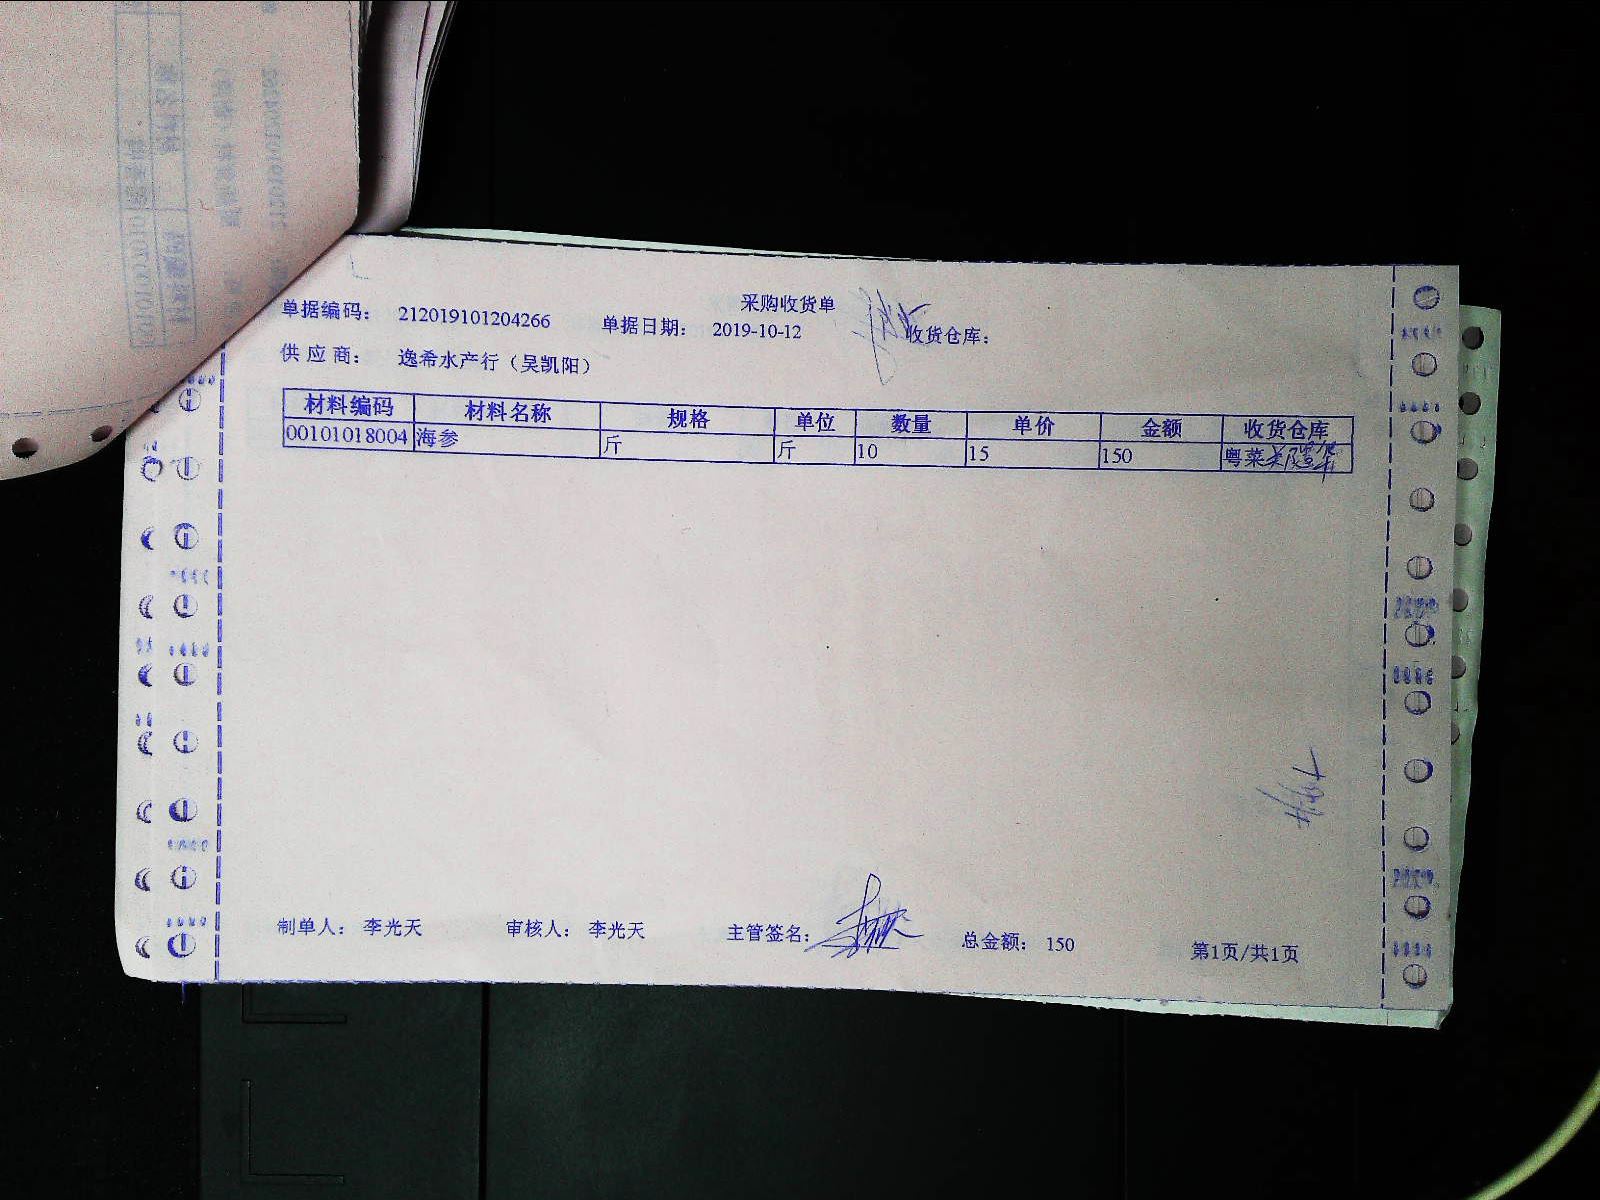 采购收货单
单据编码： 212019101204266 单据日期： 2019-10-12 收货仓库：
供应商： 逸希水产行（吴凯阳）
材料编码 材料名称 规格 单位 数量 单价 金额 收货仓库
00101018004 海参 斤 斤 10 15 150 粤菜
制单人： 李光天 审核人： 李光天 主管签名： 总金额： 150 第1页/共1页